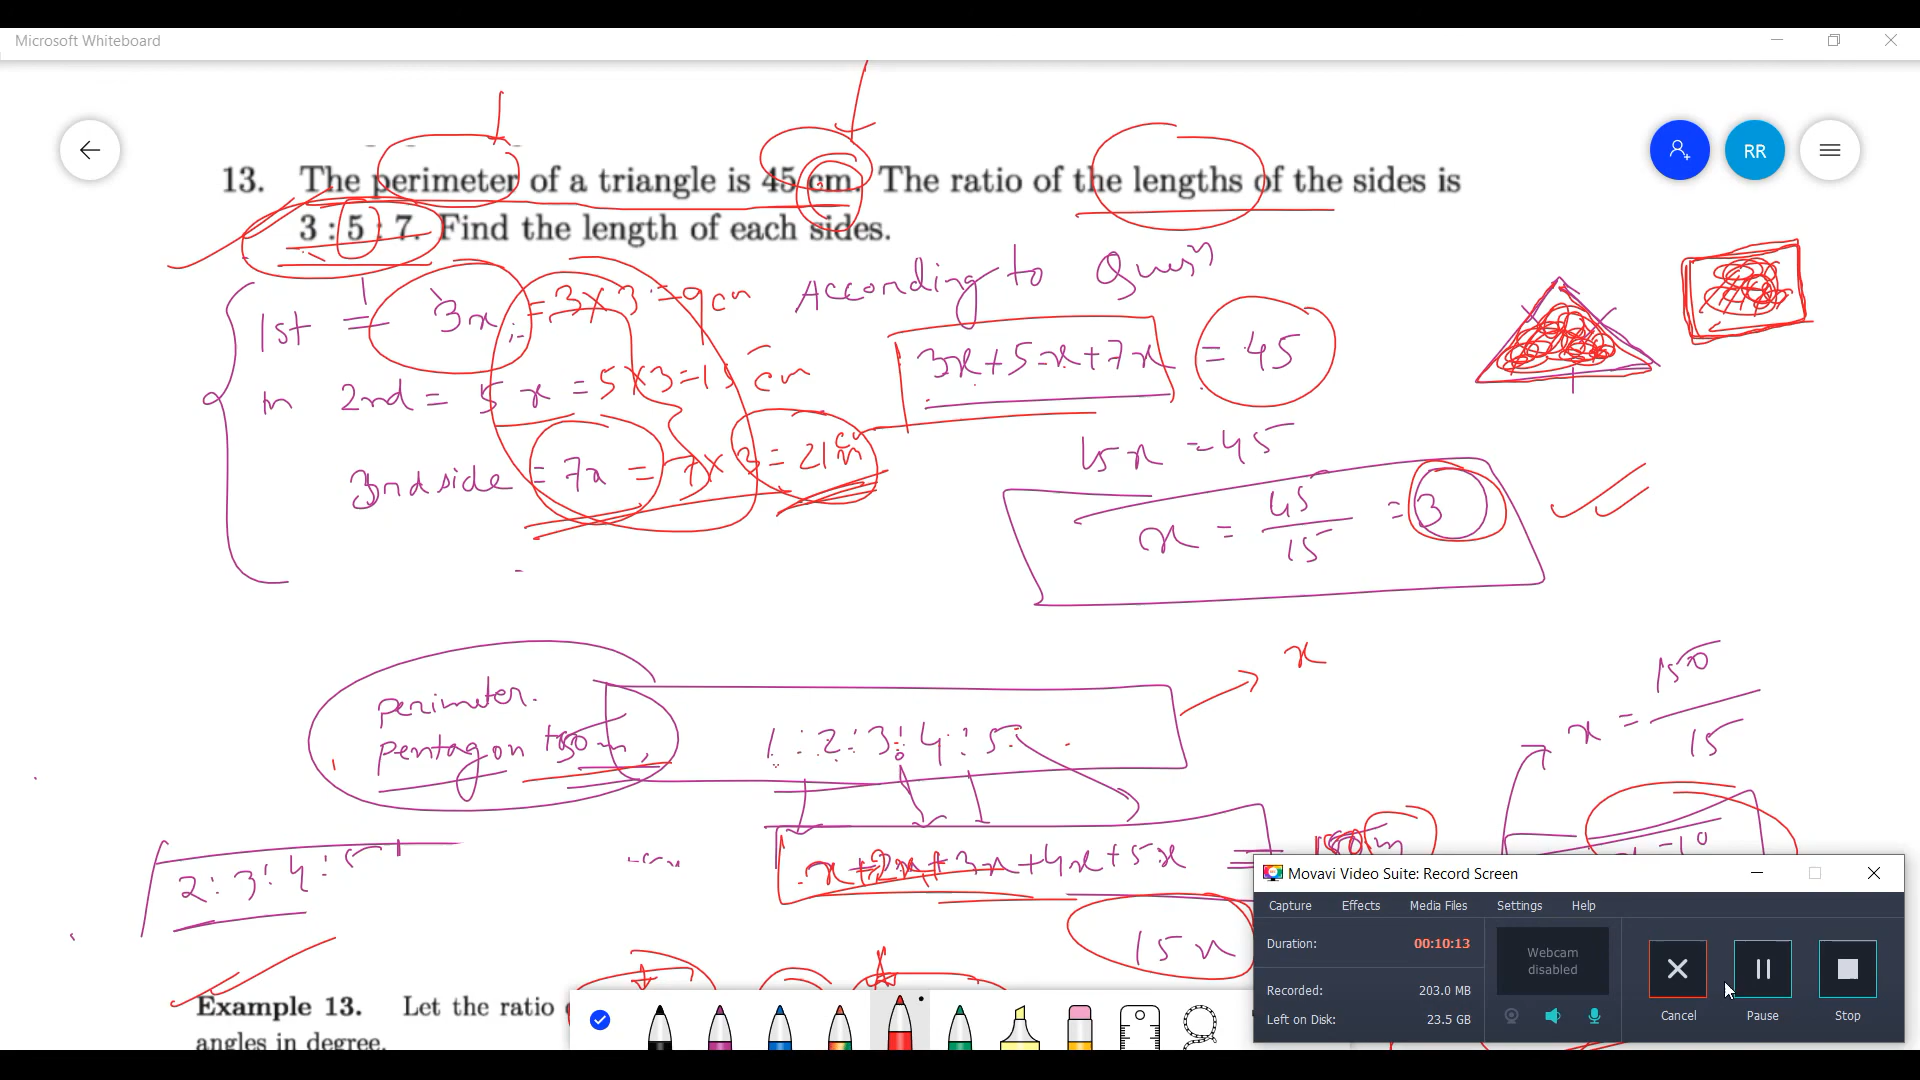 Microsoft Whiteboard
RR
13. The perimeter of a triangle is 45 cm. The ratio of the lengths of the sides is
3 : 5 : 7. Find the length of each sides.
According to
1st = 3x = 3×3 = 9cm
3x+5x+7x = 45
2nd = 5x = 5×3=15 cm
15x = 45
3rd side = 7x = 7×3 = 21 cm
x = 45/15 = 3
x
perimeter.
pentagon
1:2:3:4:5
x = 150/15
x+2x+3x+4x+5x =
2:3:4:5
15x
Example 13. Let the ratio
angles in degree.
Movavi Video Suite: Record Screen
Capture Effects Media Files Settings Help
Duration: 00:10:13
Webcam
disabled
Recorded: 203.0 MB
Left on Disk: 23.5 GB
Cancel Pause Stop